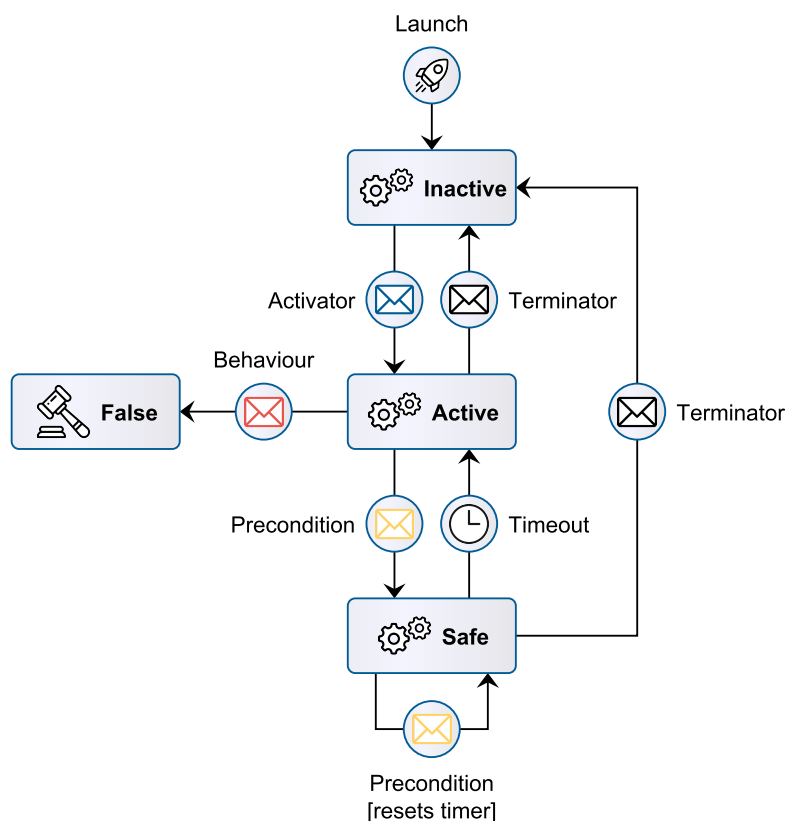 Launch
Inactive
Activator
Terminator
Behaviour
False
Active
Terminator
Precondition
Timeout
Safe
Precondition
[resets timer]